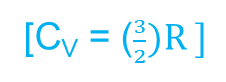 [C_V = (3/2)R ]